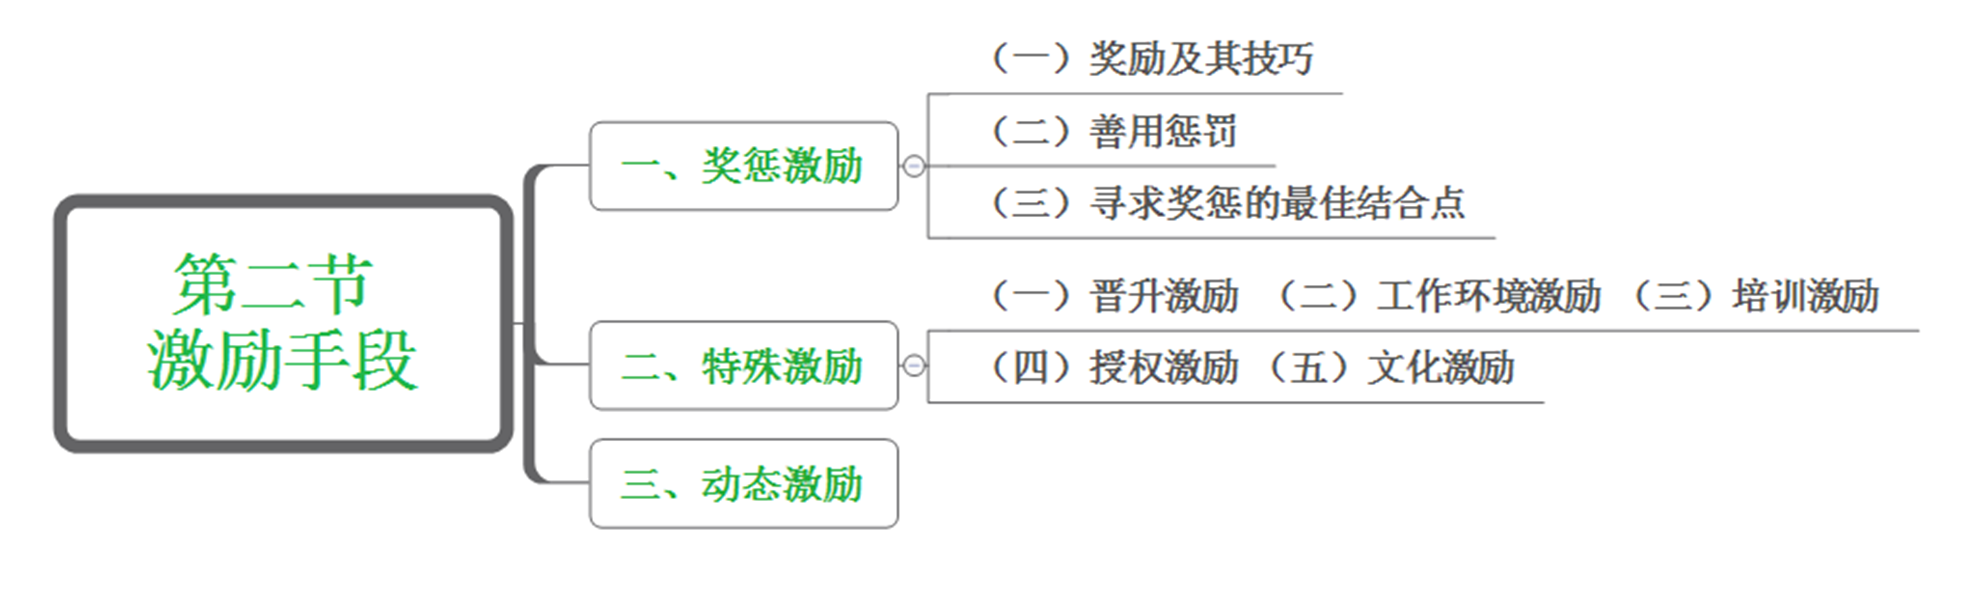 第二节
激励手段
一、奖惩激励
（一）奖励及其技巧
（二）善用惩罚
（三）寻求奖惩的最佳结合点
二、特殊激励
（一）晋升激励 （二）工作环境激励 （三）培训激励
（四）授权激励 （五）文化激励
三、动态激励